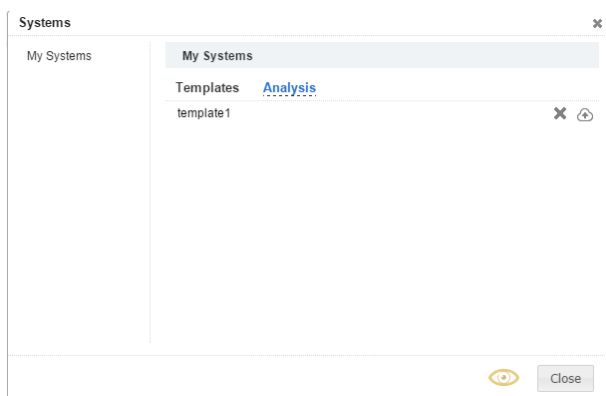 Systems
My Systems
My Systems
Templates Analysis
template1
Close